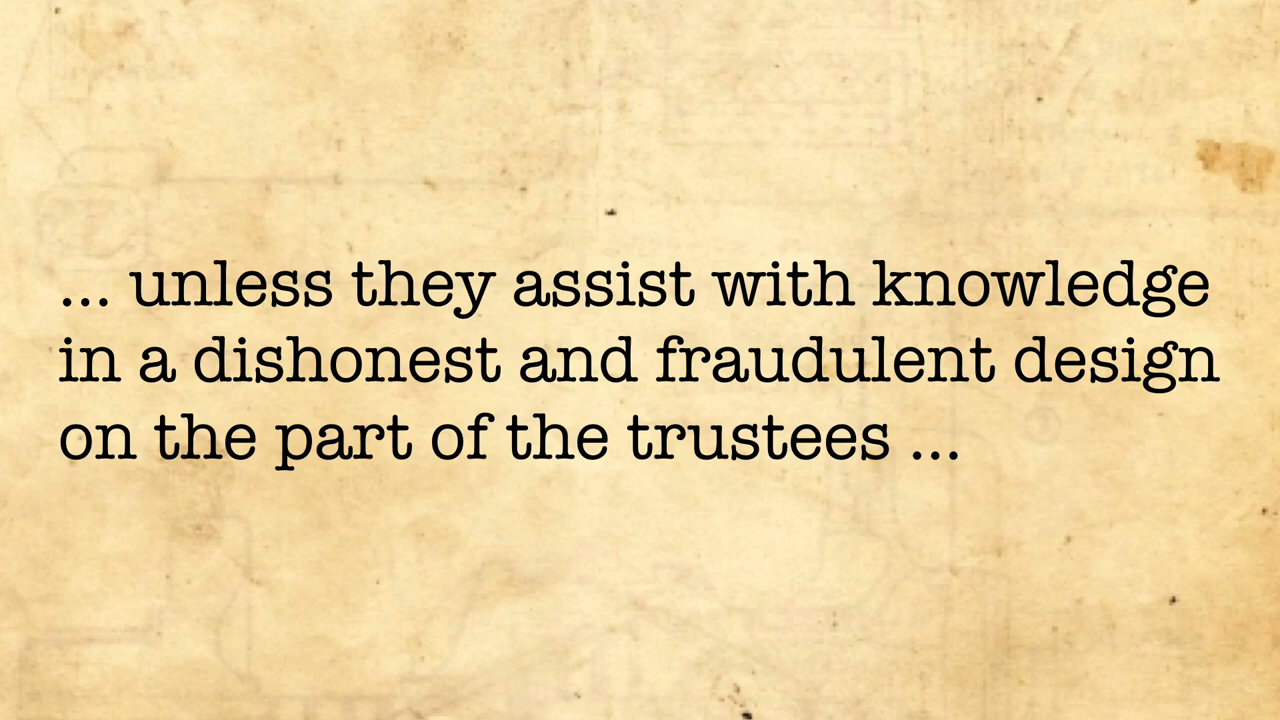 ... unless they assist with knowledge
in a dishonest and fraudulent design
on the part of the trustees ...